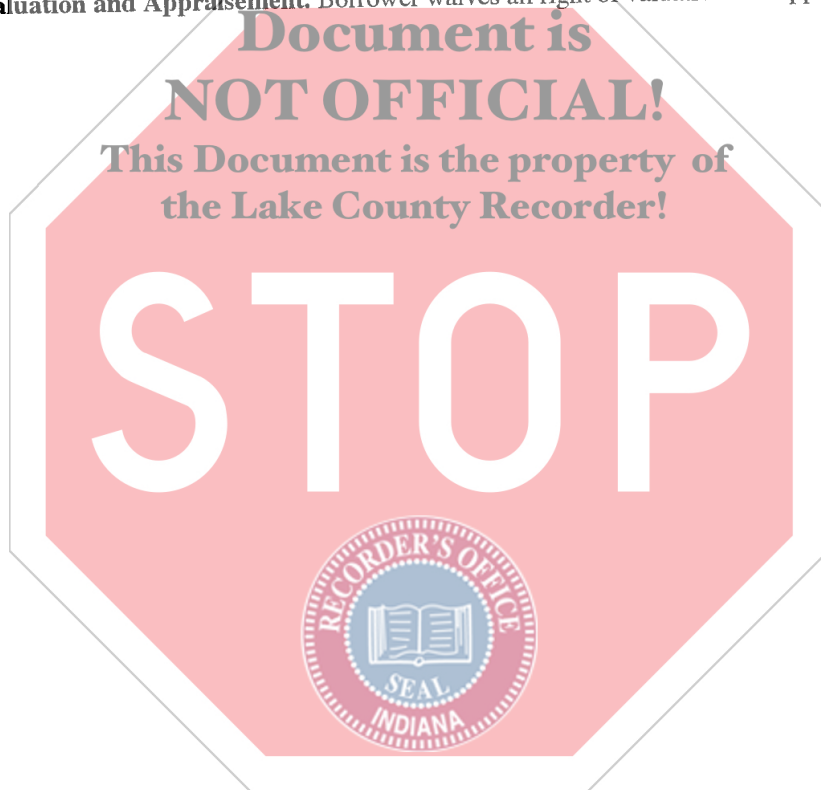 aluation and Appraisement. Borrower waives all right of
Document is
NOT OFFICIAL!
This Document is the property of
the Lake County Recorder!
STOP
RECORDER'S OFFICE
SEAL
INDIANA